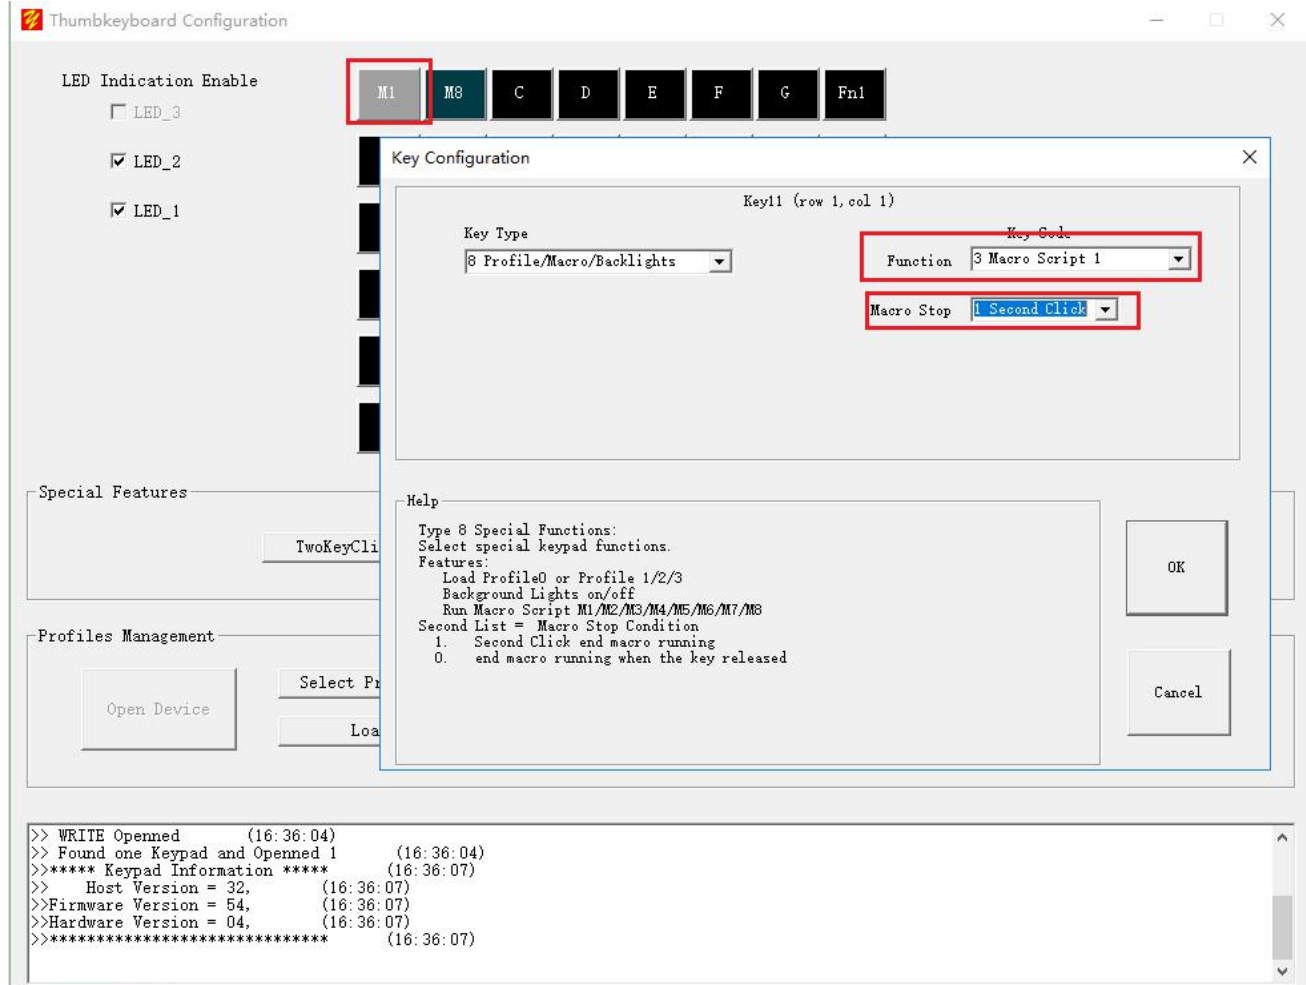 Thumbkeyboard Configuration
LED Indication Enable
LED_3
LED_2
LED_1
M1 M8 C D E F G Fn1
Key Configuration
Key11 (row 1, col 1)
Key Type
8 Profile/Macro/Backlights
Key Code
Function 3 Macro Script 1
Macro Stop 1 Second Click
Special Features
TwoKeyCli
Profiles Management
Open Device
Select Pr
Loa
Help
Type 8 Special Functions:
Select special keypad functions.
Features:
Load Profile0 or Profile 1/2/3
Background Lights on/off
Run Macro Script M1/M2/M3/M4/M5/M6/M7/M8
Second List = Macro Stop Condition
1. Second Click end macro running
0. end macro running when the key released
OK
Cancel
>> WRITE Openned (16:36:04)
>> Found one Keypad and Openned 1 (16:36:04)
>>***** Keypad Information ***** (16:36:07)
>> Host Version = 32, (16:36:07)
>>Firmware Version = 54, (16:36:07)
>>Hardware Version = 04, (16:36:07)
>>****************************** (16:36:07)